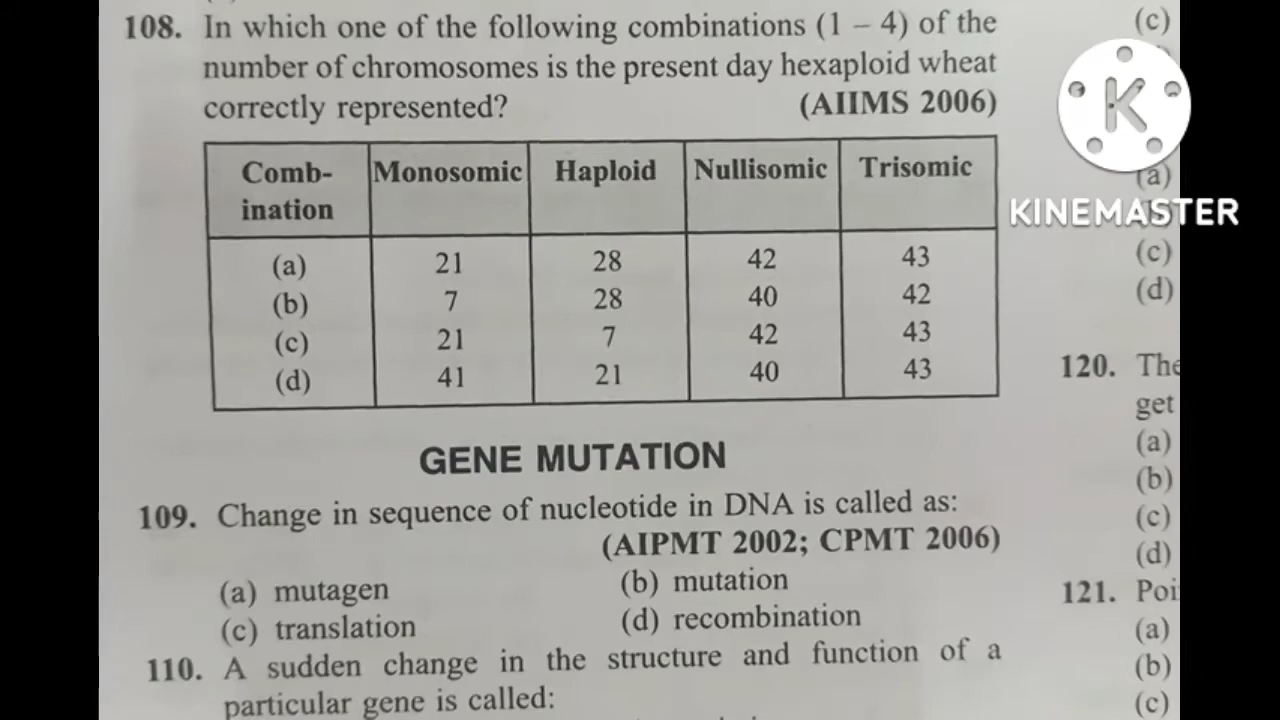 108. In which one of the following combinations (1 – 4) of the
number of chromosomes is the present day hexaploid wheat
correctly represented? (AIIMS 2006)
Comb- Monosomic Haploid Nullisomic Trisomic
ination
(a) 21 28 42 43
(b) 7 28 40 42
(c) 21 7 42 43
(d) 41 21 40 43
GENE MUTATION
109. Change in sequence of nucleotide in DNA is called as:
(AIPMT 2002; CPMT 2006)
(a) mutagen (b) mutation
(c) translation (d) recombination
110. A sudden change in the structure and function of a
particular gene is called:
(c)
K
KINEMASTER
(a)
(c)
(d)
120. The
get
(a)
(b)
(c)
(d)
121. Poi
(a)
(b)
(c)